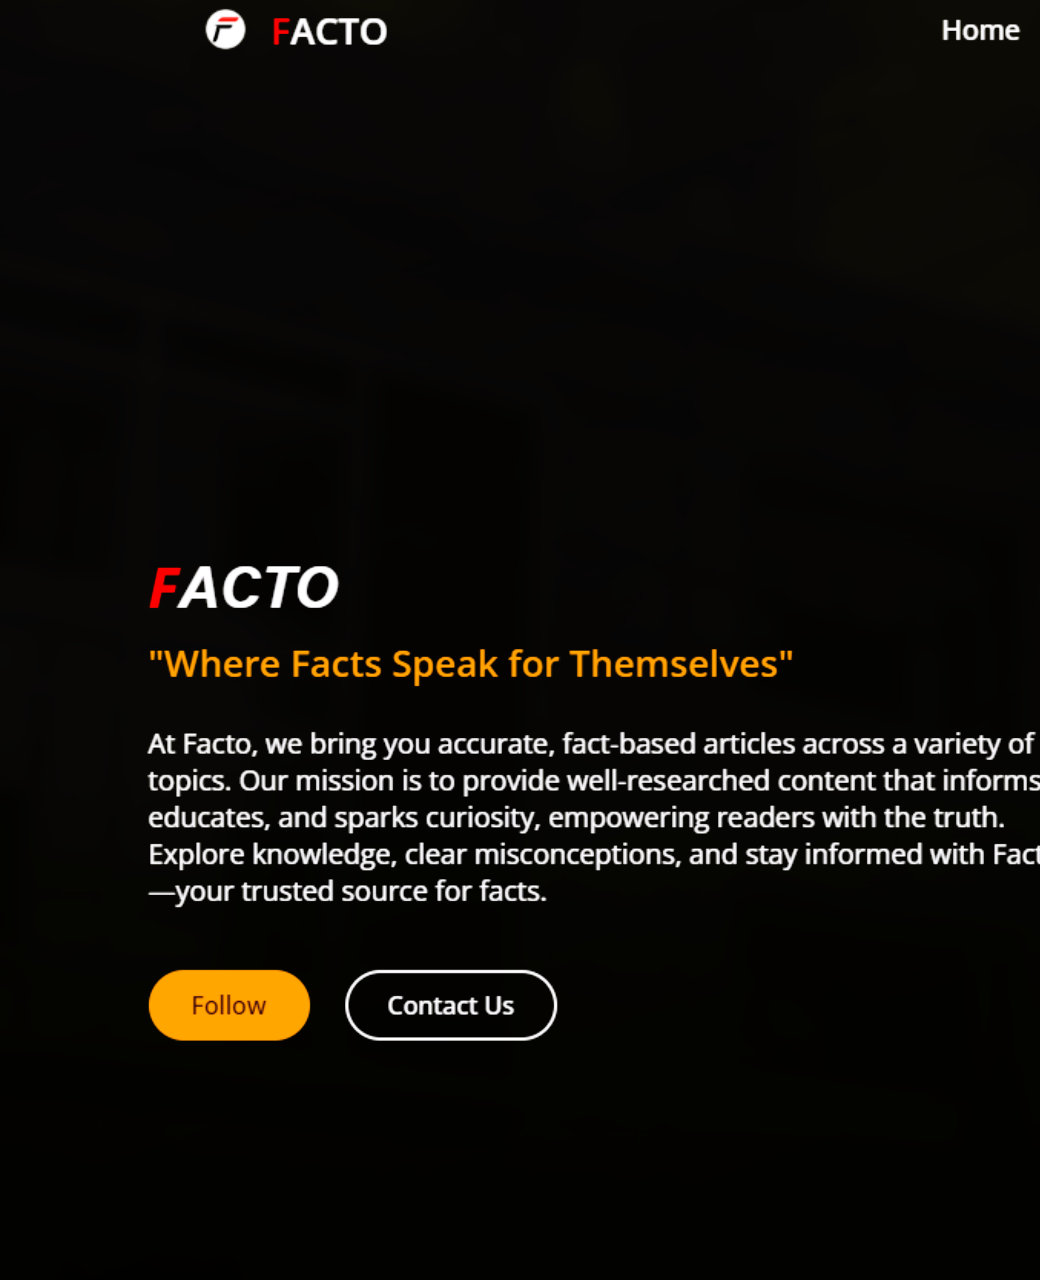 FACTO
Home
FACTO
"Where Facts Speak for Themselves"
At Facto, we bring you accurate, fact-based articles across a variety of
topics. Our mission is to provide well-researched content that informs
educates, and sparks curiosity, empowering readers with the truth.
Explore knowledge, clear misconceptions, and stay informed with Fact
—your trusted source for facts.
Follow
Contact Us